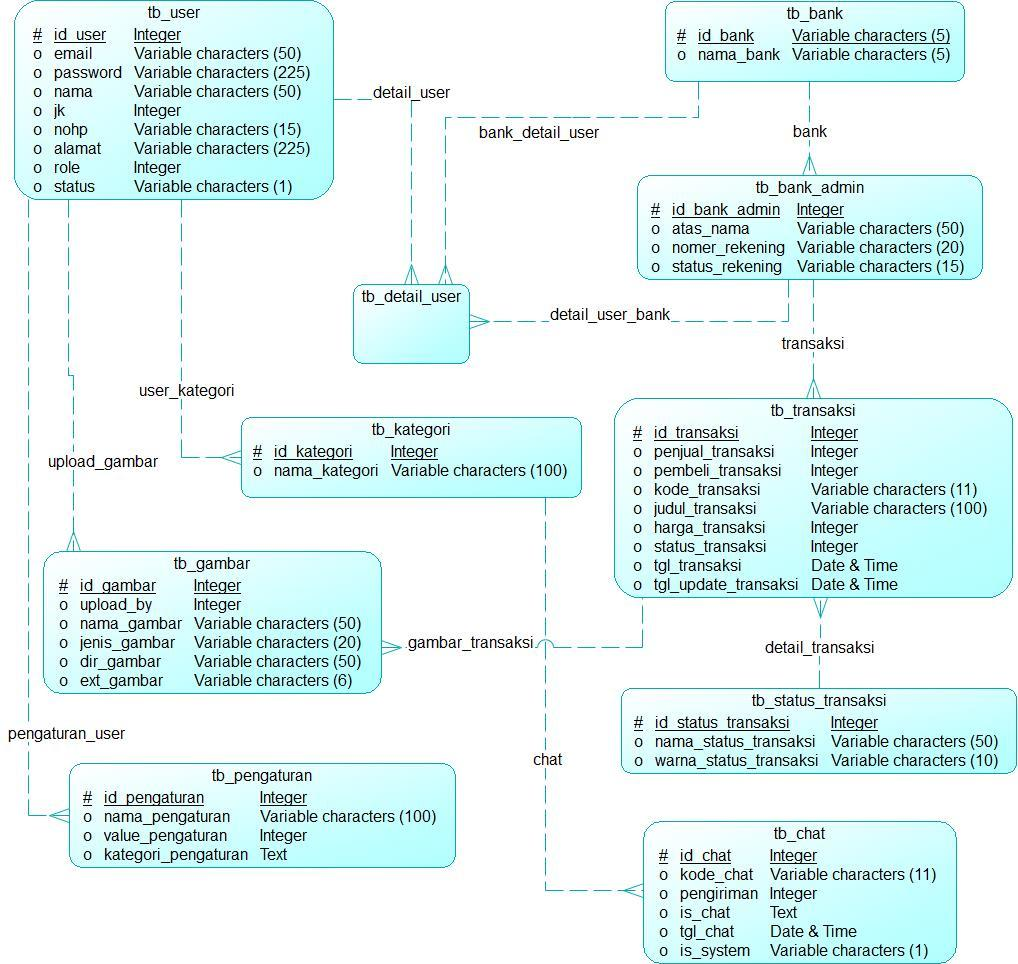 tb_user
# id_user Integer
o email Variable characters (50)
o password Variable characters (225)
o nama Variable characters (50)
o jk Integer
o nohp Variable characters (15)
o alamat Variable characters (225)
o role Integer
o status Variable characters (1)
tb_bank
# id_bank Variable characters (5)
o nama_bank Variable characters (5)
detail_user
bank_detail_user
bank
tb_bank_admin
# id_bank_admin Integer
o atas_nama Variable characters (50)
o nomer_rekening Variable characters (20)
o status_rekening Variable characters (15)
tb_detail_user
detail_user_bank
transaksi
user_kategori
upload_gambar
tb_kategori
# id_kategori Integer
o nama_kategori Variable characters (100)
tb_transaksi
# id_transaksi Integer
o penjual_transaksi Integer
o pembeli_transaksi Integer
o kode_transaksi Variable characters (11)
o judul_transaksi Variable characters (100)
o harga_transaksi Integer
o status_transaksi Integer
o tgl_transaksi Date & Time
o tgl_update_transaksi Date & Time
tb_gambar
# id_gambar Integer
o upload_by Integer
o nama_gambar Variable characters (50)
o jenis_gambar Variable characters (20)
o dir_gambar Variable characters (50)
o ext_gambar Variable characters (6)
gambar_transaksi
detail_transaksi
tb_status_transaksi
# id_status_transaksi Integer
o nama_status_transaksi Variable characters (50)
o warna_status_transaksi Variable characters (10)
pengaturan_user
chat
tb_pengaturan
# id_pengaturan Integer
o nama_pengaturan Variable characters (100)
o value_pengaturan Integer
o kategori_pengaturan Text
tb_chat
# id_chat Integer
o kode_chat Variable characters (11)
o pengiriman Integer
o is_chat Text
o tgl_chat Date & Time
o is_system Variable characters (1)